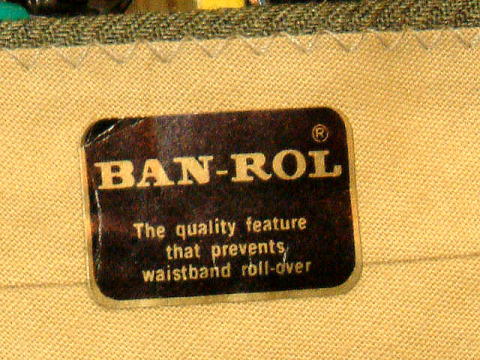 BAN-ROL®
The quality feature
that prevents
waistband roll-over